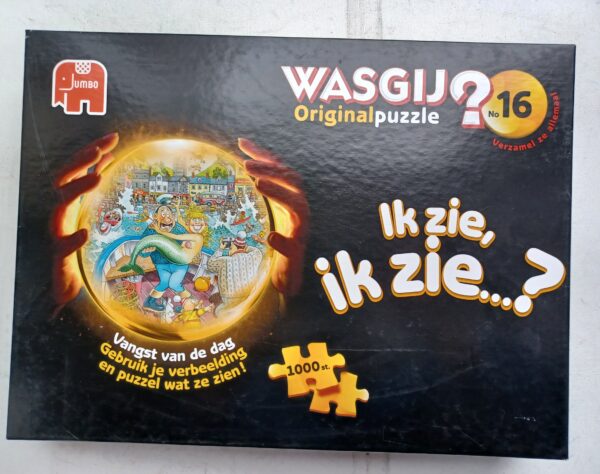 JUMBO
WASGIJ?
Originalpuzzle
No 16
Verzamel ze allemaal
Ik zie,
ik zie...?
Vangst van de dag
Gebruik je verbeelding
en puzzel wat ze zien!
1000 st.